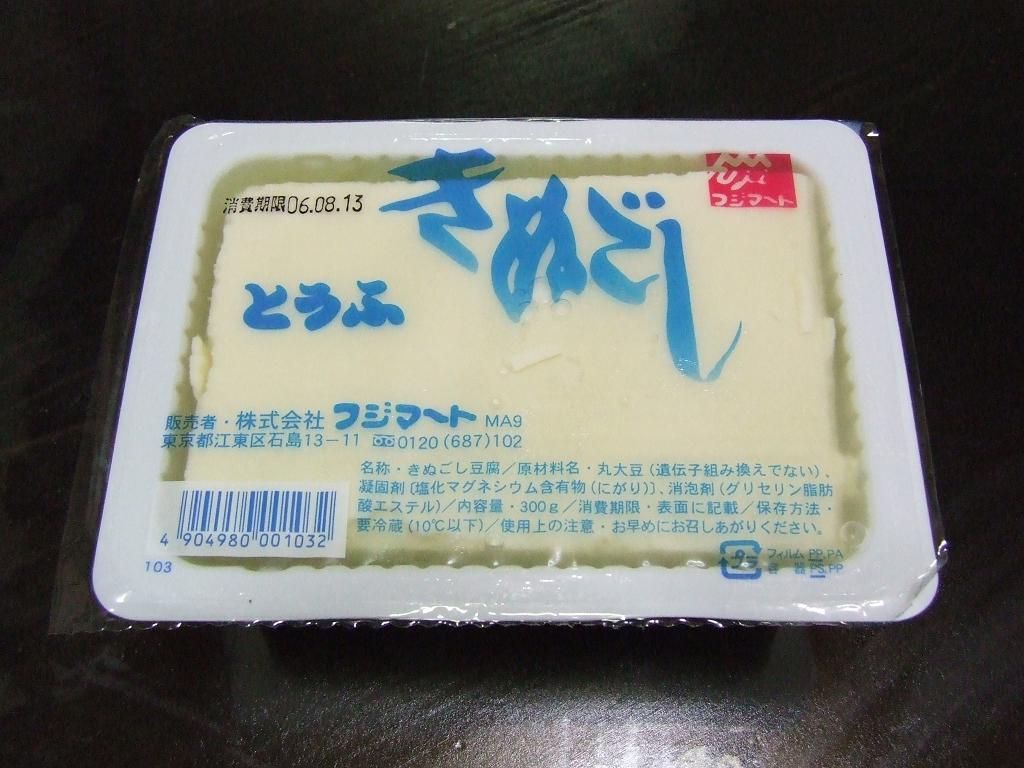 きぬごし
フジマート
消費期限06.08.13
とうふ
販売者・株式会社 フジマート MA9
東京都江東区石島13-11 0120(687)102
名称・きぬごし豆腐/原材料名・丸大豆(遺伝子組み換えでない)、
凝固剤〔塩化マグネシウム含有物(にがり)〕、消泡剤(グリセリン脂肪
酸エステル)/内容量・300g/消費期限・表面に記載/保存方法・
要冷蔵(10℃以下)/使用上の注意・お早めにお召しあがりください。
4 904980 001032
103
プラ
フィルム PP,PA
容器 PS,PP